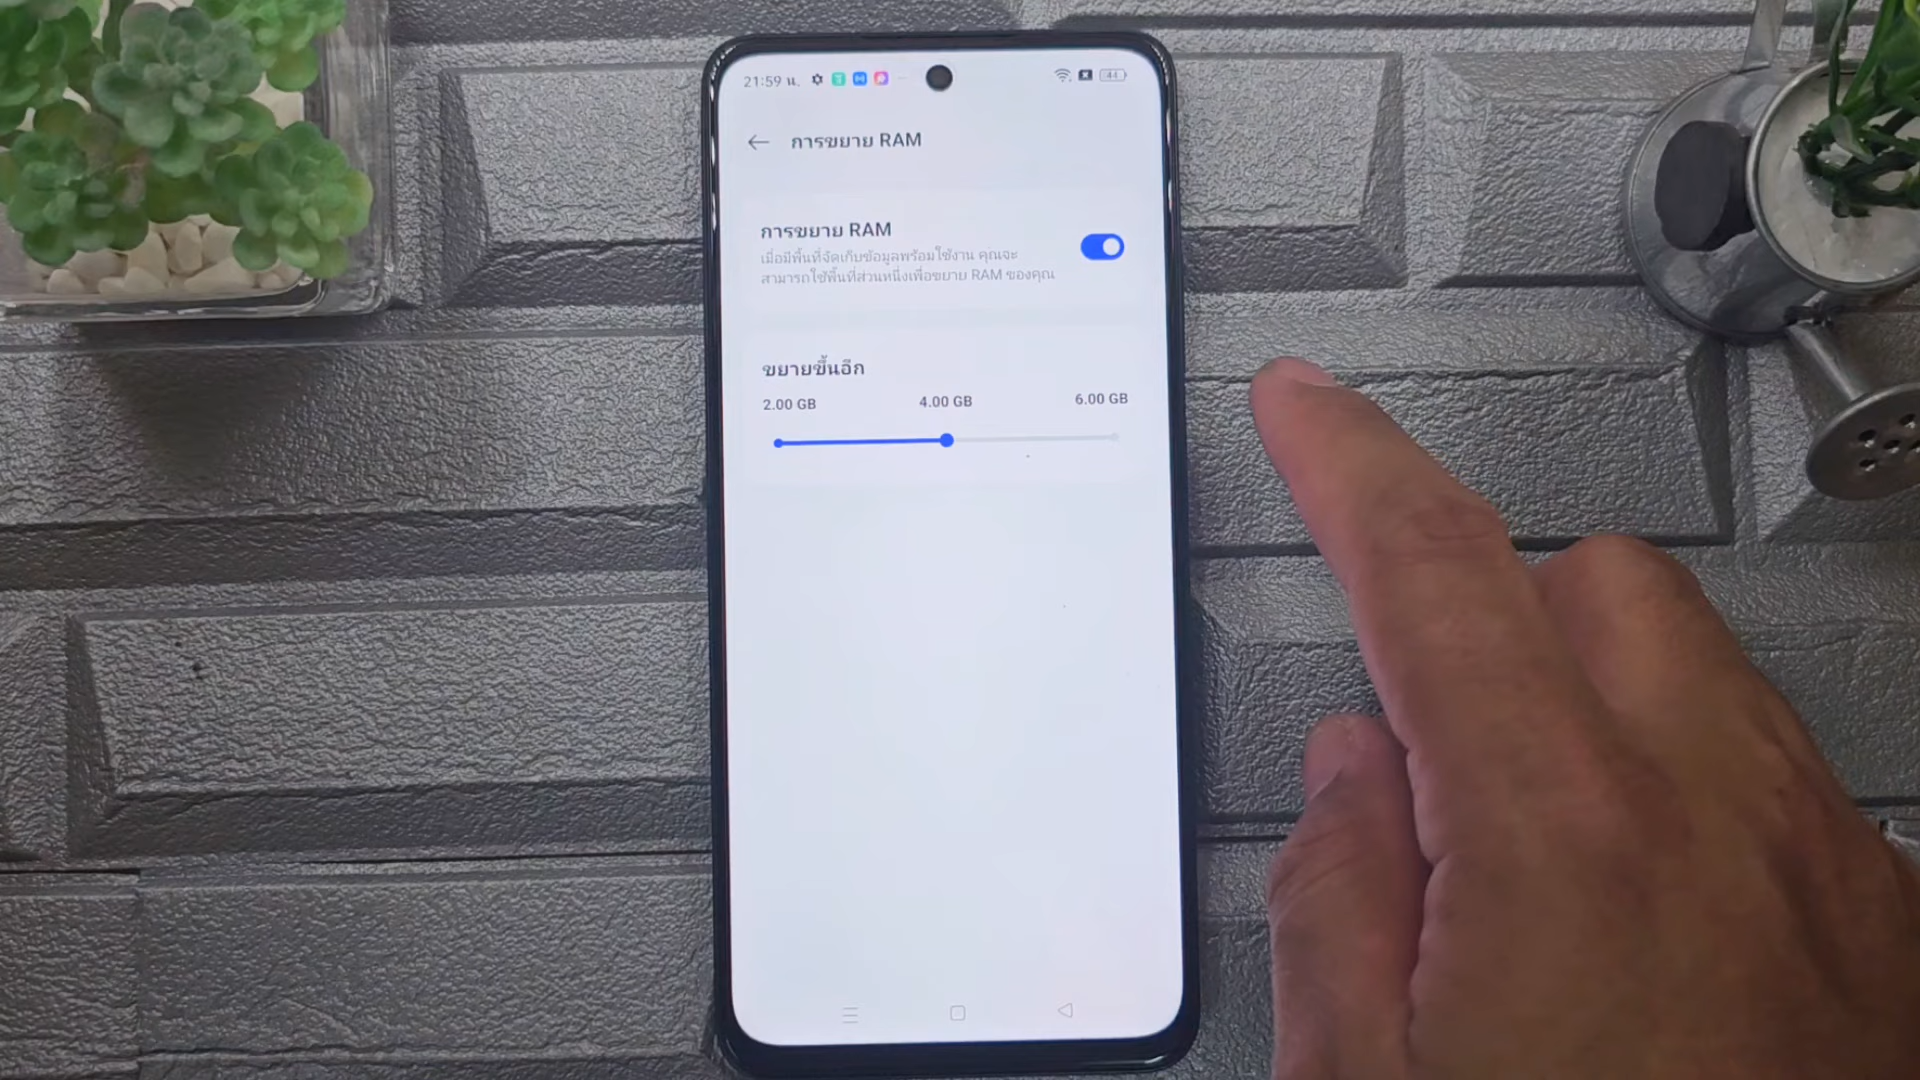 21:59 น.
44
การขยาย RAM
การขยาย RAM
เมื่อมีพื้นที่จัดเก็บข้อมูลพร้อมใช้งาน คุณจะ
สามารถใช้พื้นที่ส่วนหนึ่งเพื่อขยาย RAM ของคุณ
ขยายขึ้นอีก
2.00 GB 4.00 GB 6.00 GB